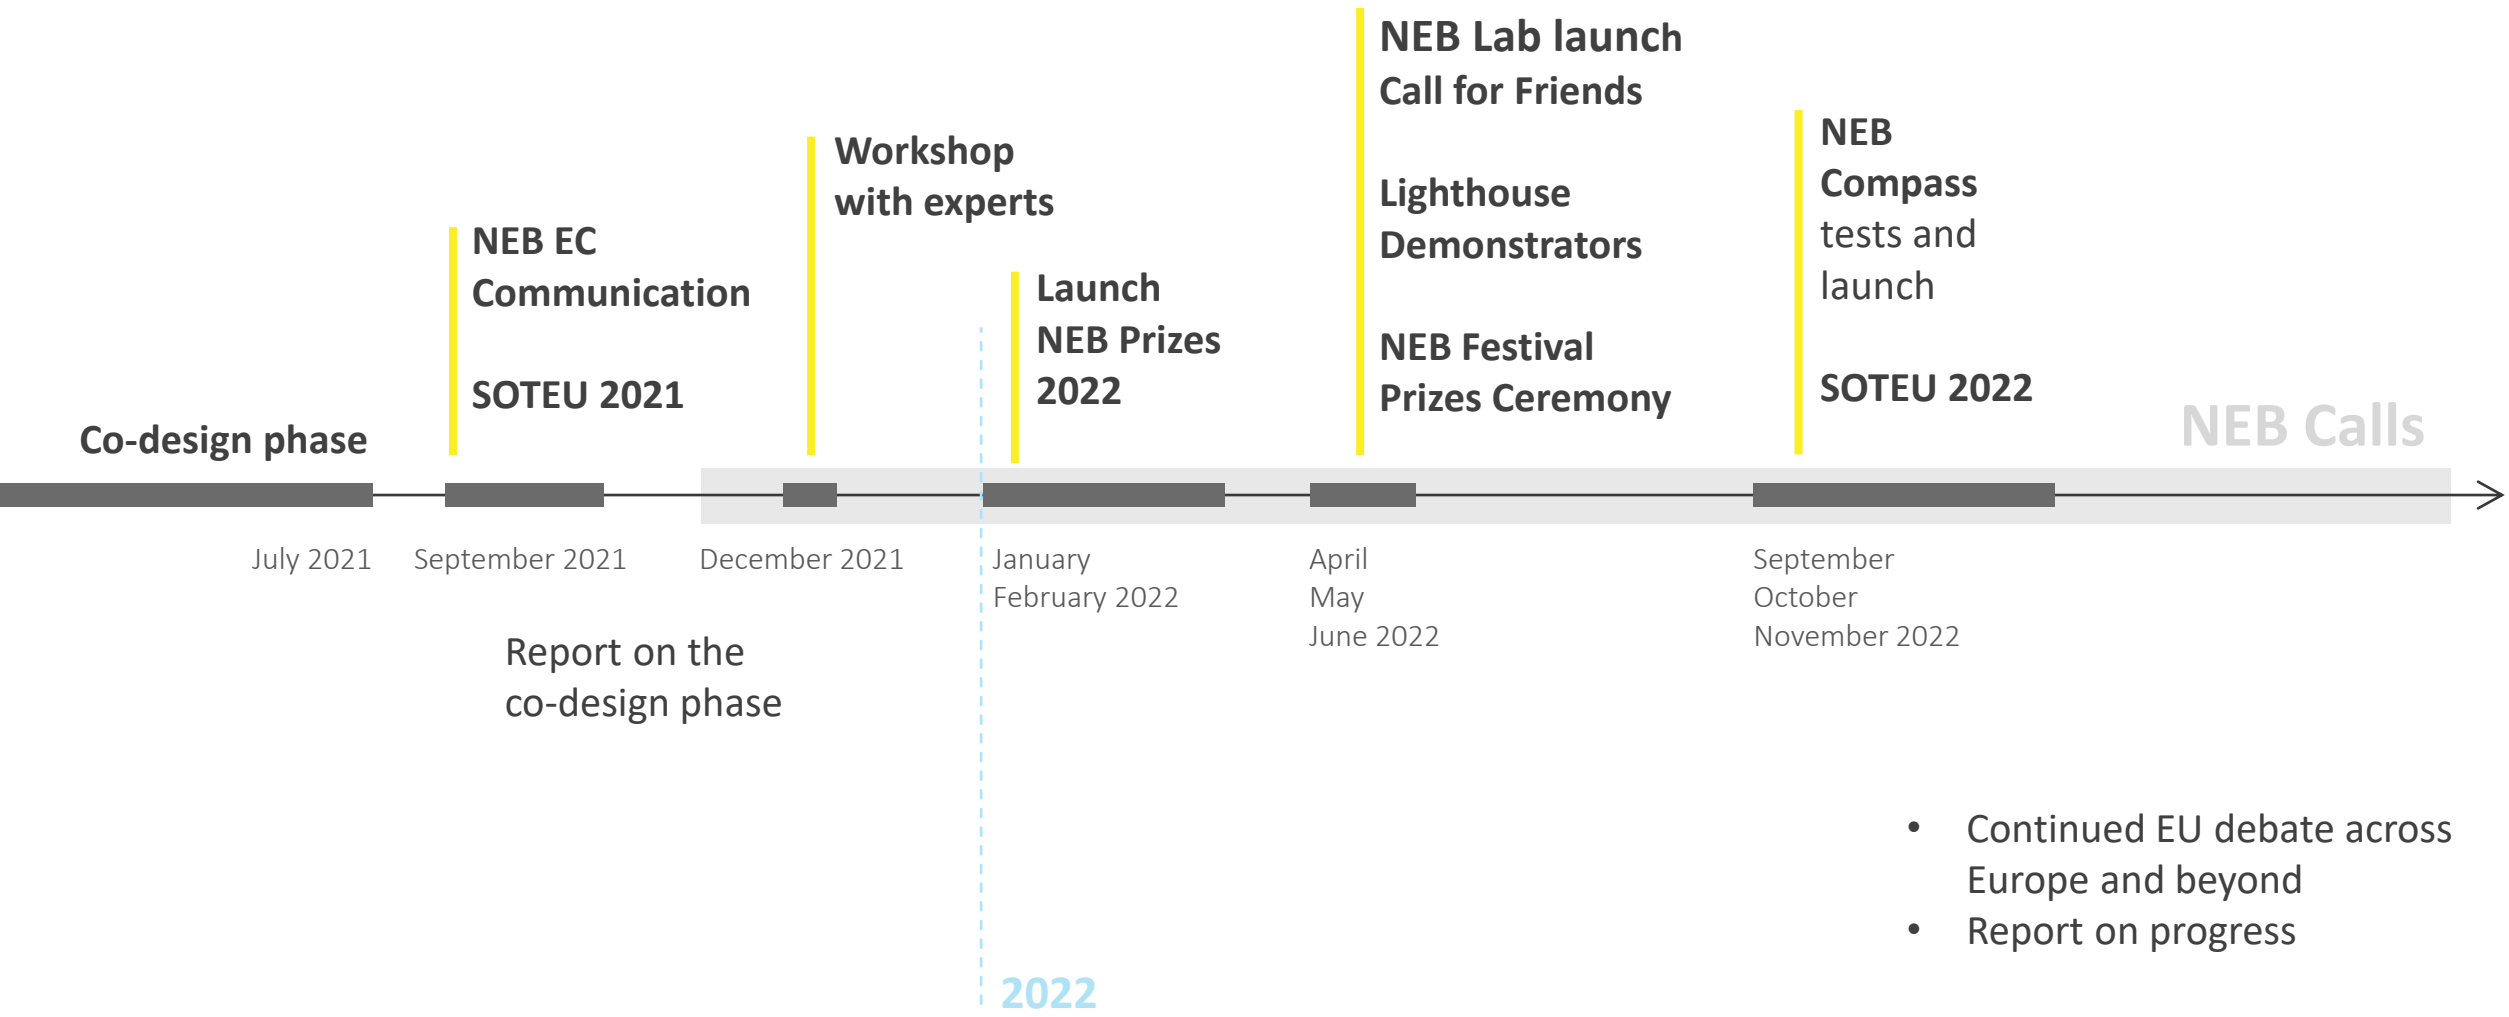 Co-design phase
NEB EC
Communication
SOTEU 2021
Workshop
with experts
Launch
NEB Prizes
2022
NEB Lab launch
Call for Friends
Lighthouse
Demonstrators
NEB Festival
Prizes Ceremony
NEB
Compass
tests and
launch
SOTEU 2022
NEB Calls
July 2021
September 2021
December 2021
January
February 2022
April
May
June 2022
September
October
November 2022
Report on the
co-design phase
• Continued EU debate across
Europe and beyond
• Report on progress
2022